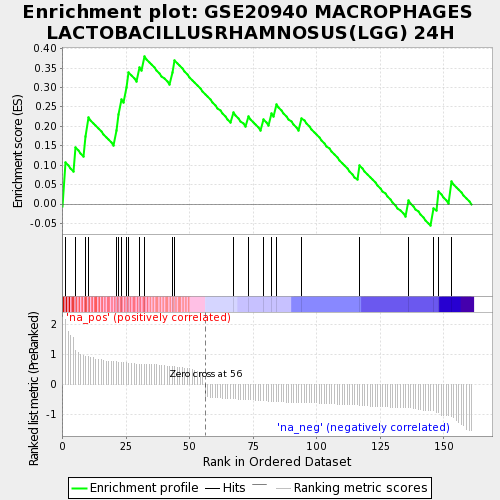 Enrichment plot: GSE20940 MACROPHAGES
LACTOBACILLUSRHAMNOSUS(LGG) 24H
Enrichment score (ES)
0.40
0.35
0.30
0.25
0.20
0.15
0.10
0.05
0.00
-0.05
'na_pos' (positively correlated)
Ranked list metric (PreRanked)
2
1
0
-1
Zero cross at 56
'na_neg' (negatively correlated)
0 25 50 75 100 125 150
Rank in Ordered Dataset
Enrichment profile Hits Ranking metric scores